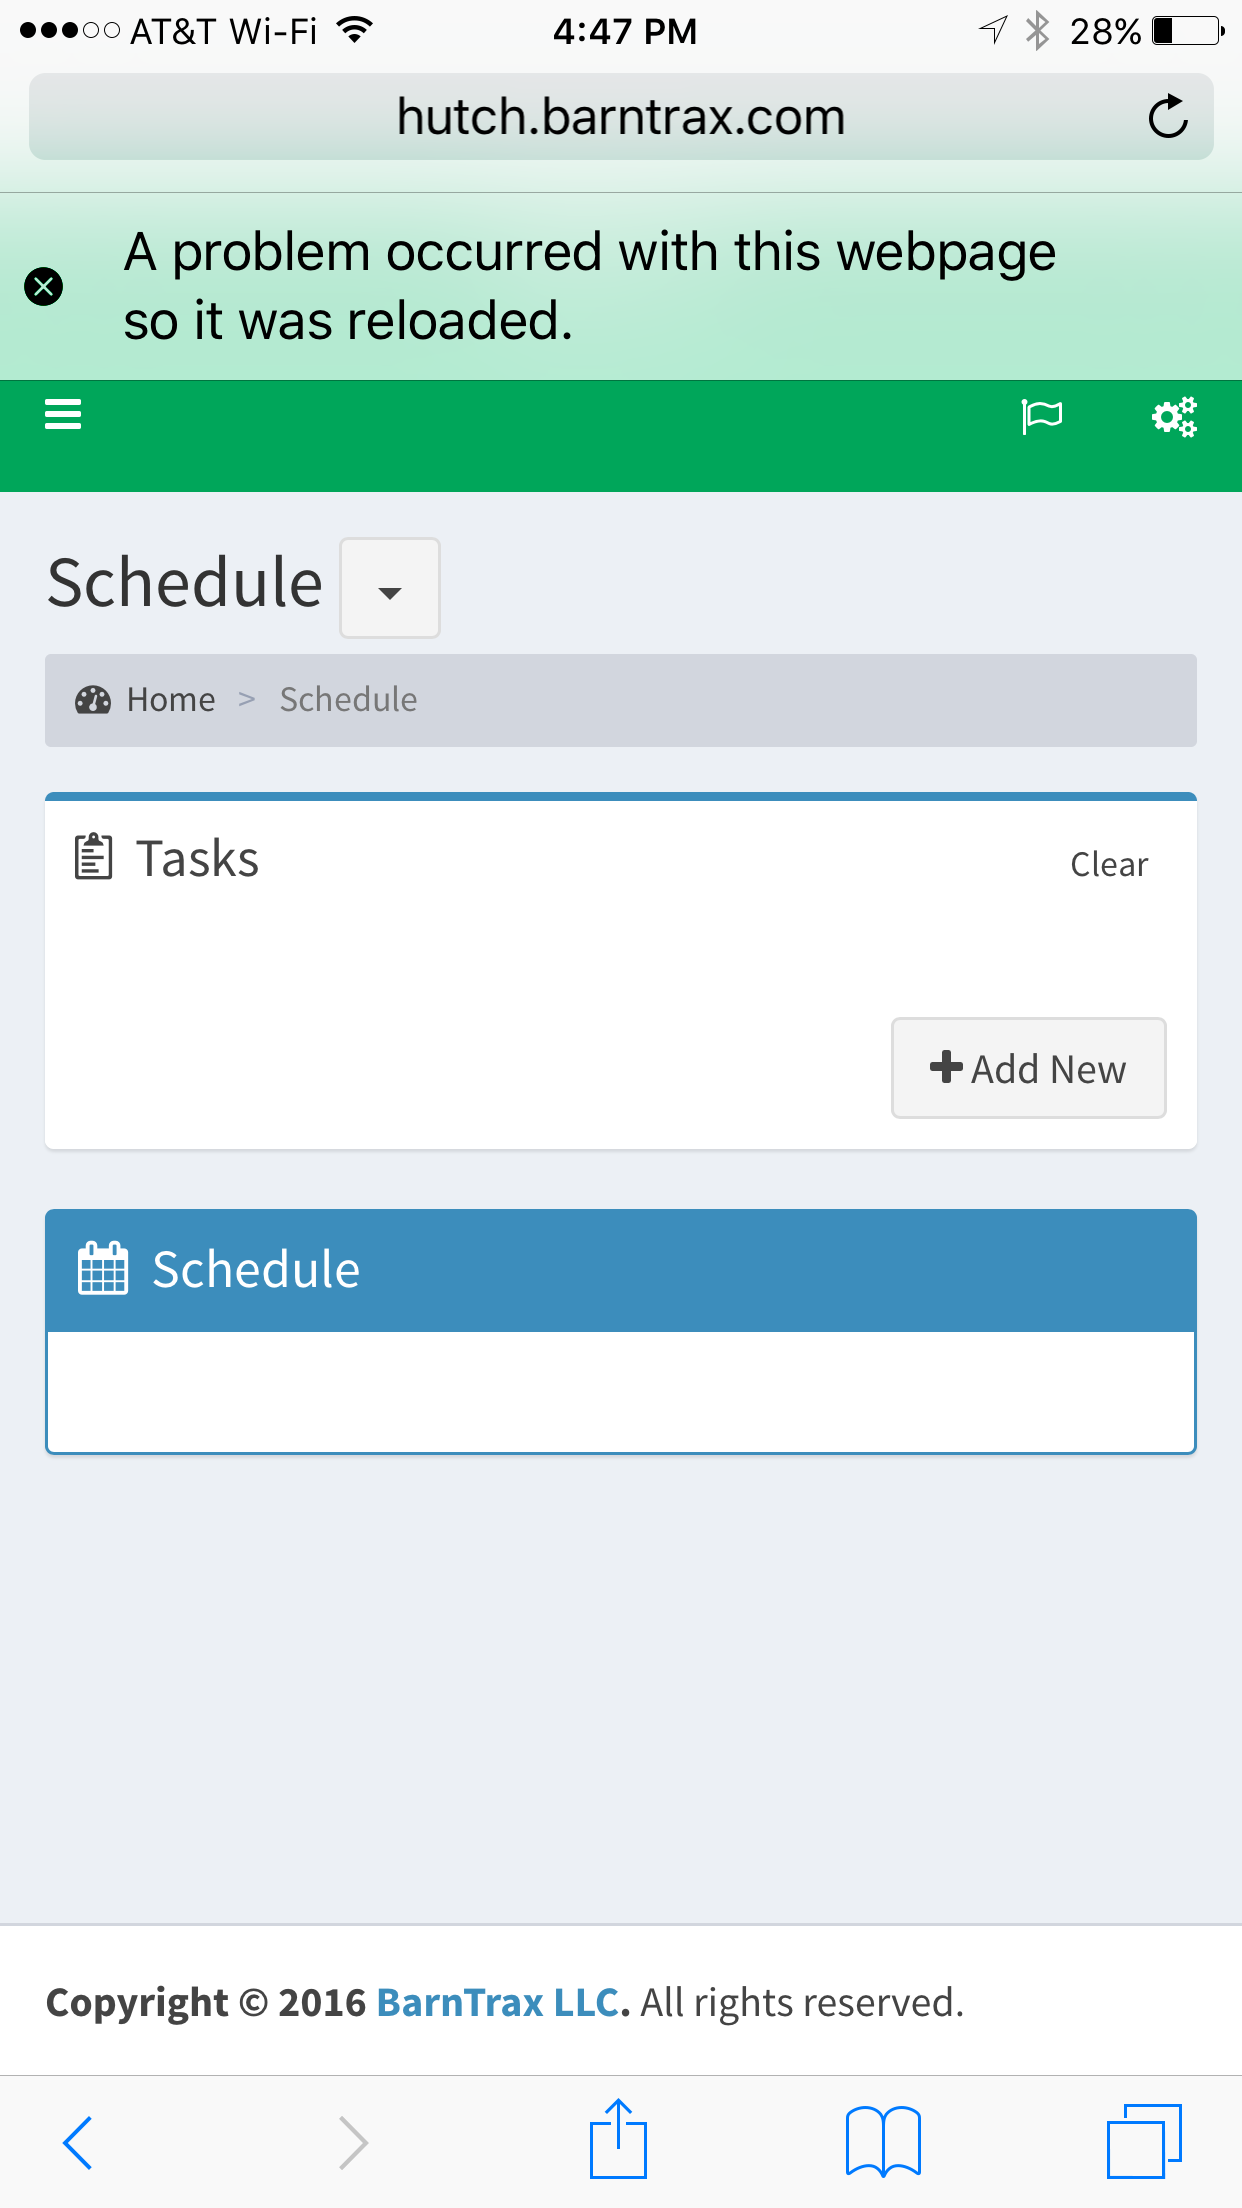 AT&T Wi-Fi 4:47 PM 28%
hutch.barntrax.com
A problem occurred with this webpage
so it was reloaded.
Schedule
Home > Schedule
Tasks Clear
Add New
Schedule
Copyright © 2016 BarnTrax LLC. All rights reserved.